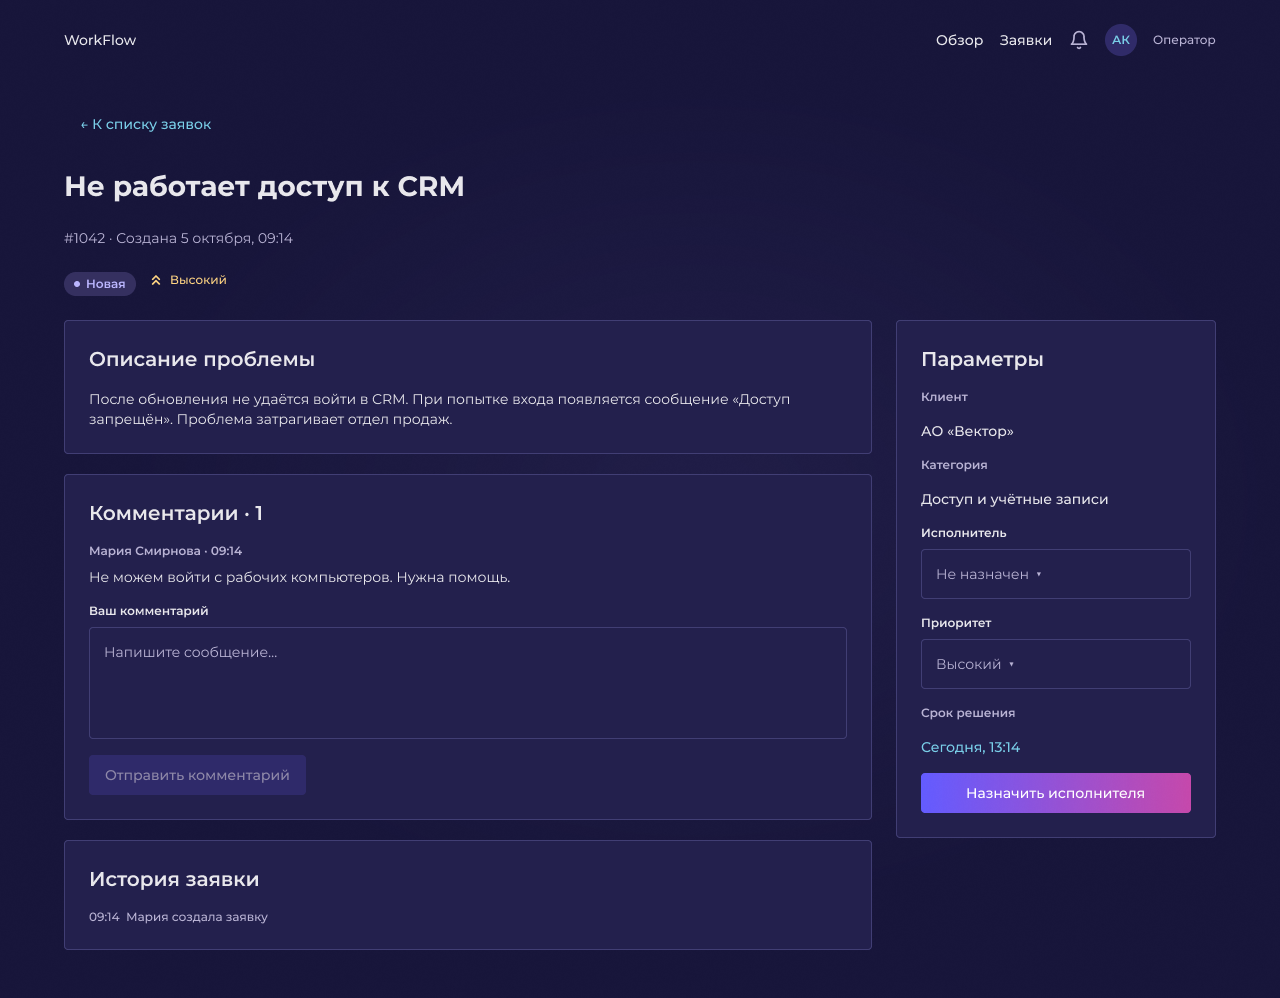 WorkFlow
Обзор Заявки АК Оператор
← К списку заявок
Не работает доступ к CRM
#1042 · Создана 5 октября, 09:14
Новая Высокий
Описание проблемы
После обновления не удаётся войти в CRM. При попытке входа появляется сообщение «Доступ
запрещён». Проблема затрагивает отдел продаж.
Комментарии · 1
Мария Смирнова · 09:14
Не можем войти с рабочих компьютеров. Нужна помощь.
Ваш комментарий
Напишите сообщение...
Отправить комментарий
История заявки
09:14 Мария создала заявку
Параметры
Клиент
АО «Вектор»
Категория
Доступ и учётные записи
Исполнитель
Не назначен ▾
Приоритет
Высокий ▾
Срок решения
Сегодня, 13:14
Назначить исполнителя